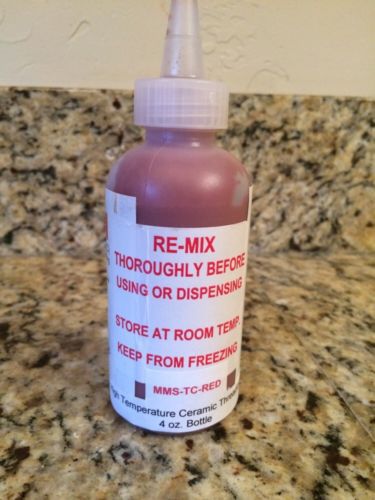 RE-MIX
THOROUGHLY BEFORE
USING OR DISPENSING
STORE AT ROOM TEMP.
KEEP FROM FREEZING
MMS-TC-RED
Temperature Ceramic
4 oz. Bottle